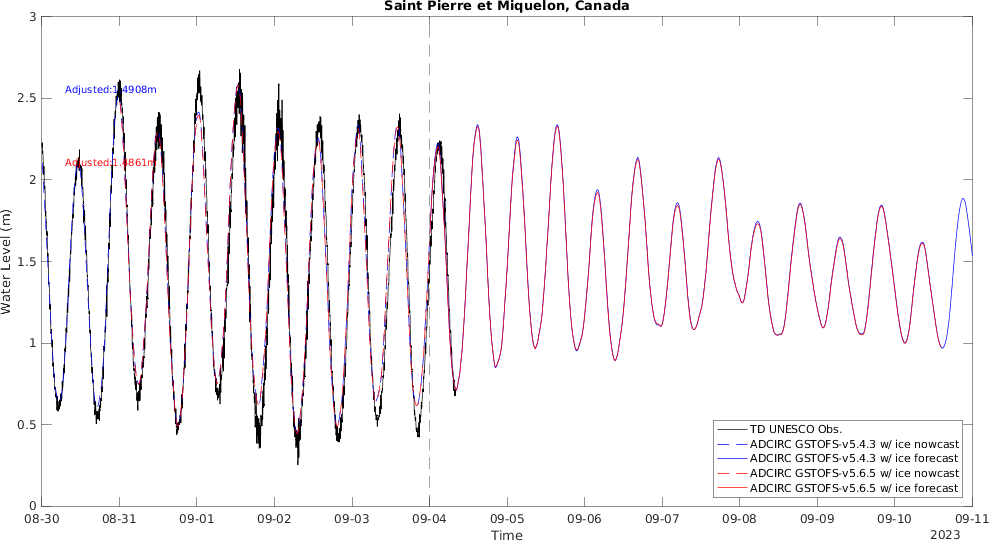 Saint Pierre et Miquelon, Canada
3
2.5
2
1.5
1
0.5
0
Water Level (m)
Adjusted:1.4908m
Adjusted:1.4861m
08-30
08-31
09-01
09-02
09-03
09-04
09-05
09-06
09-07
09-08
09-09
09-10
09-11
Time
2023
TD UNESCO Obs.
ADCIRC GSTOFS-v5.4.3 w/ ice nowcast
ADCIRC GSTOFS-v5.4.3 w/ ice forecast
ADCIRC GSTOFS-v5.6.5 w/ ice nowcast
ADCIRC GSTOFS-v5.6.5 w/ ice forecast